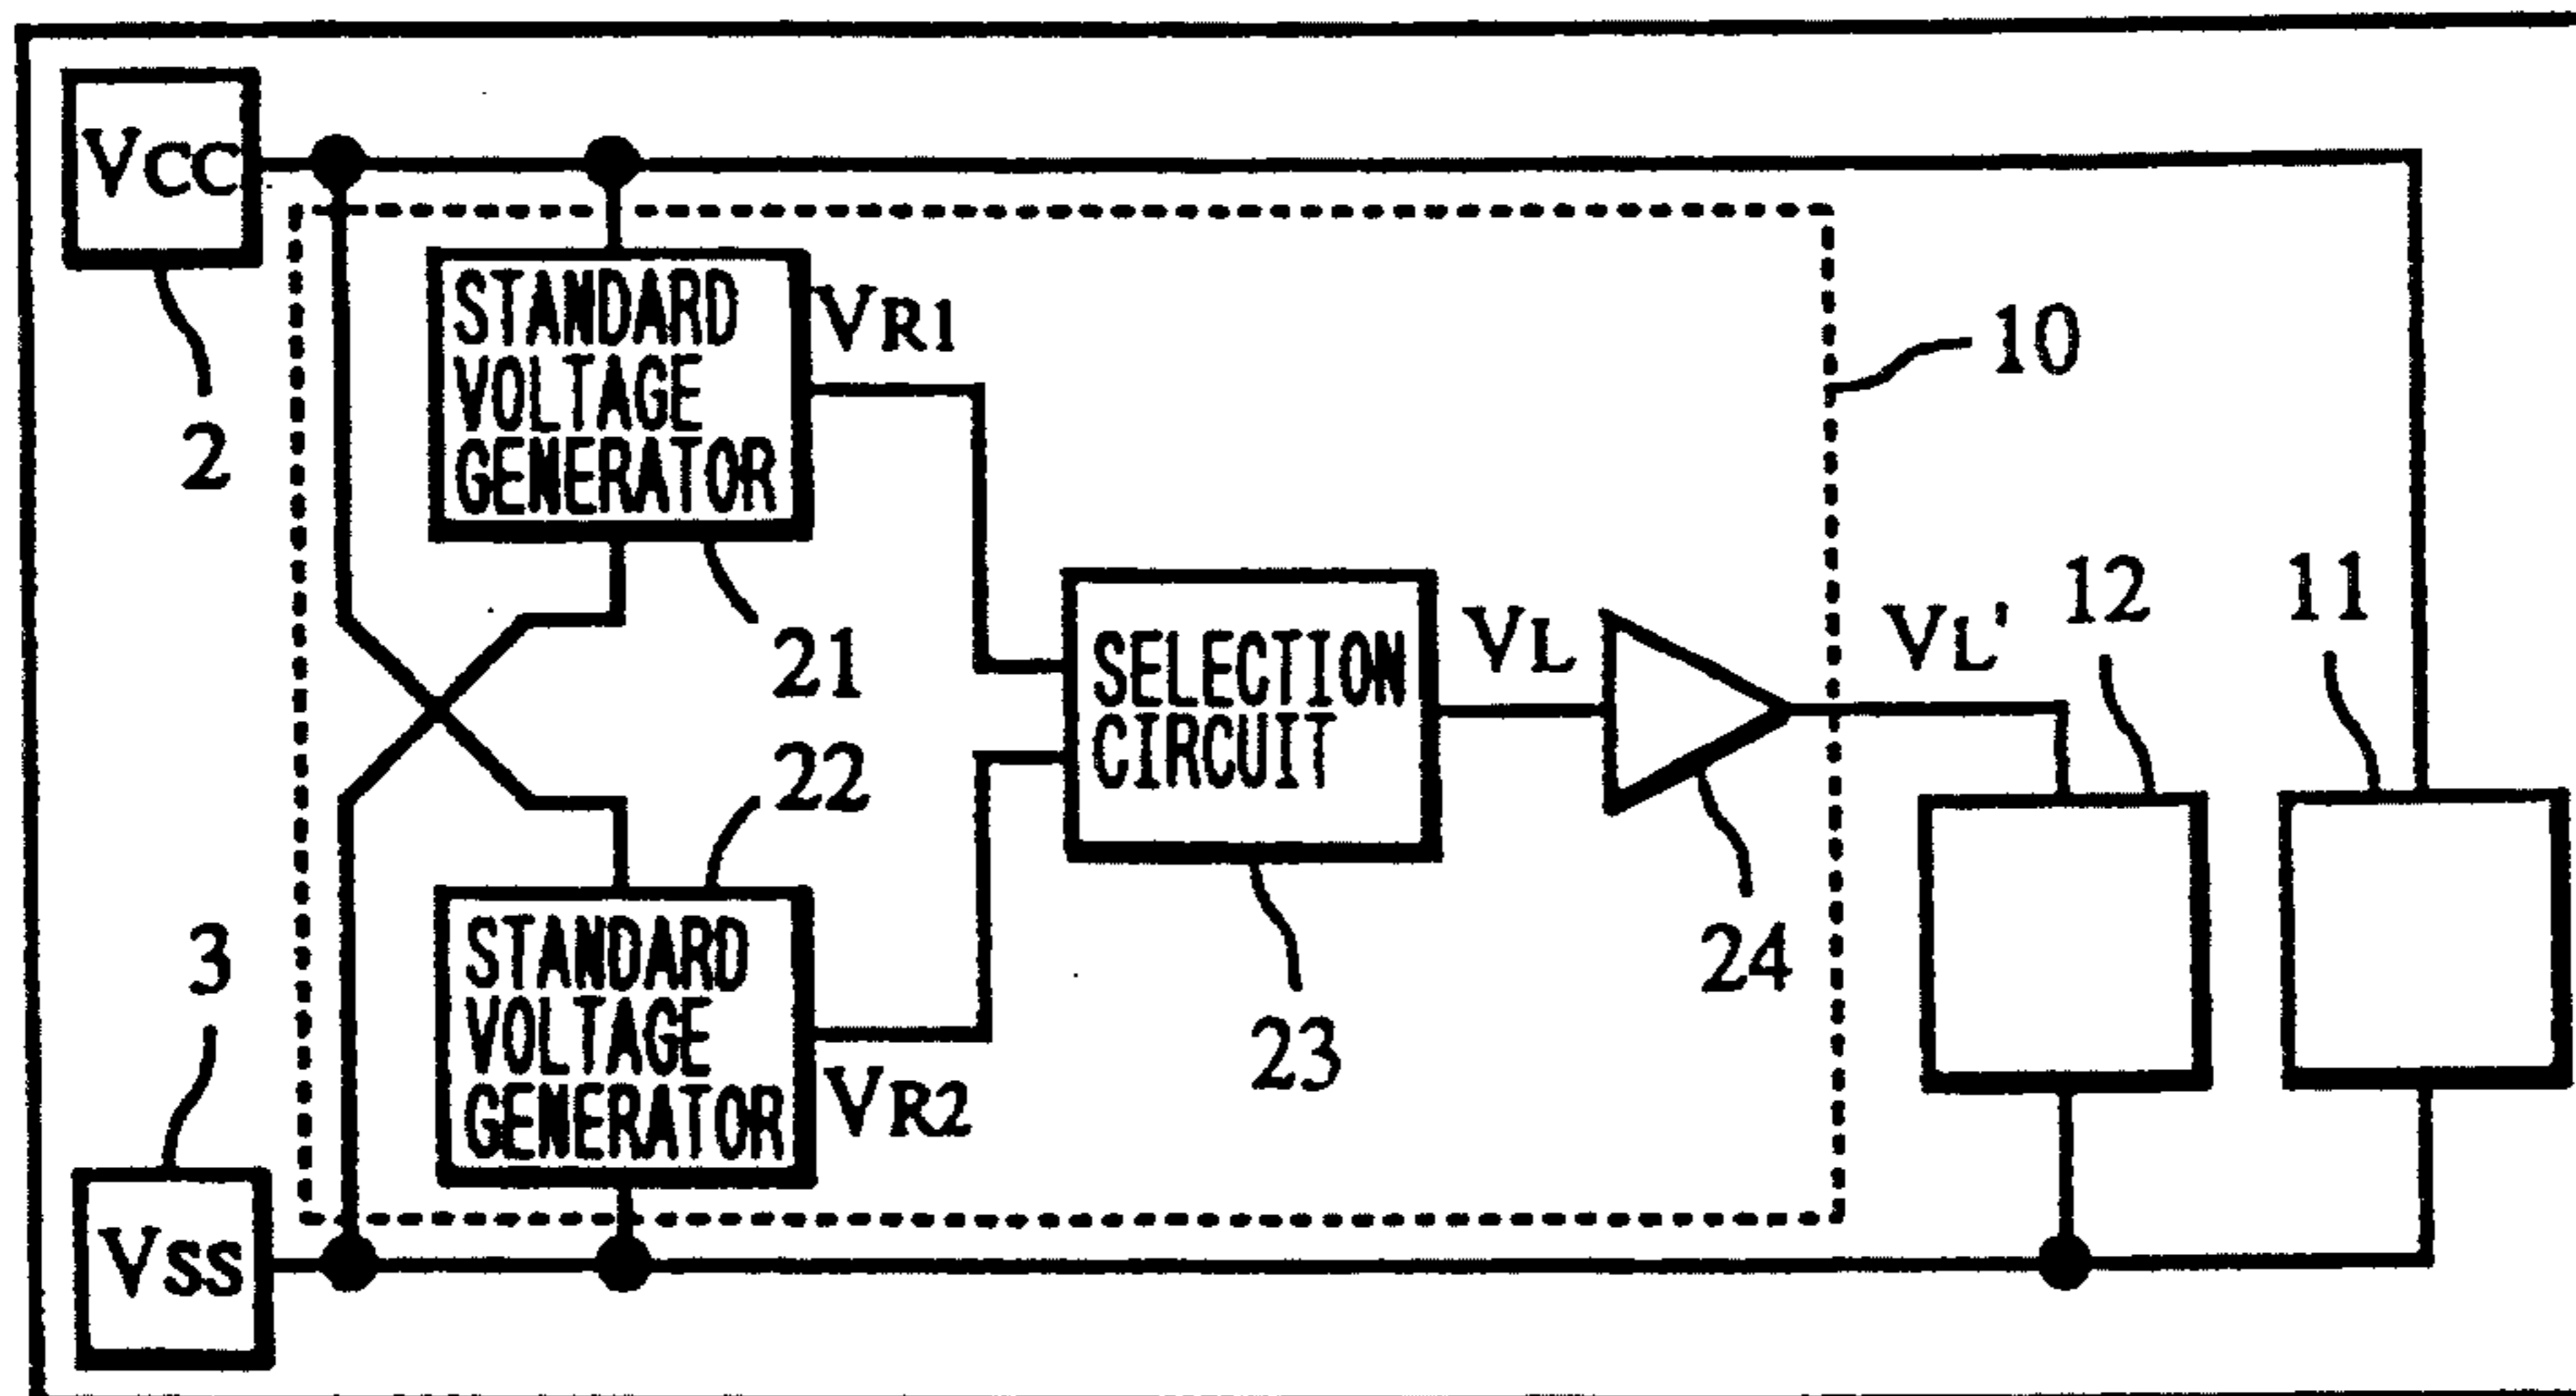 VCC
2
STANDARD
VOLTAGE
GENERATOR
VR1
10
21
22
SELECTION
CIRCUIT
VL
VL'
12
11
23
24
3
STANDARD
VOLTAGE
GENERATOR
VR2
VSS